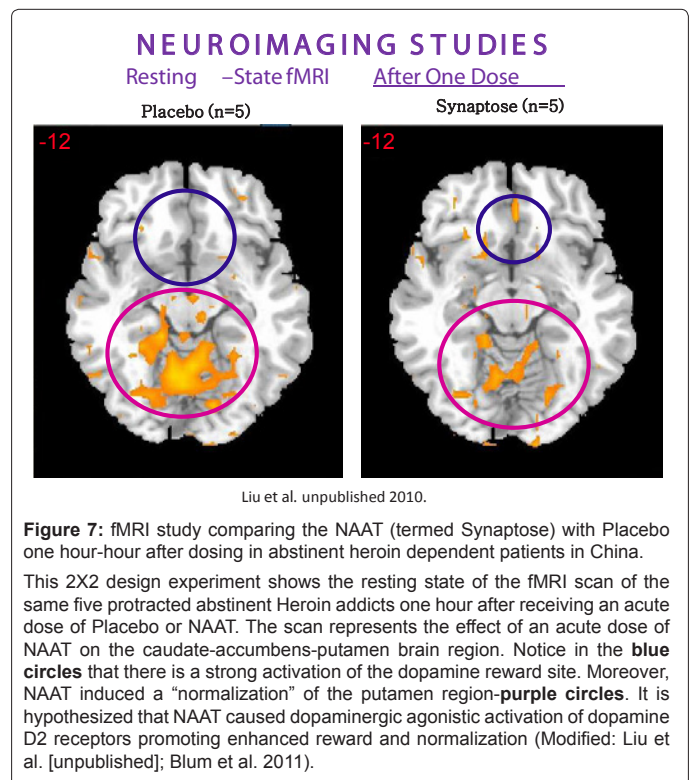 NEUROIMAGING STUDIES
Resting –State fMRI After One Dose
Placebo (n=5) Synaptose (n=5)
-12 -12
Liu et al. unpublished 2010.
Figure 7: fMRI study comparing the NAAT (termed Synaptose) with Placebo
one hour-hour after dosing in abstinent heroin dependent patients in China.
This 2X2 design experiment shows the resting state of the fMRI scan of the
same five protracted abstinent Heroin addicts one hour after receiving an acute
dose of Placebo or NAAT. The scan represents the effect of an acute dose of
NAAT on the caudate-accumbens-putamen brain region. Notice in the blue
circles that there is a strong activation of the dopamine reward site. Moreover,
NAAT induced a “normalization” of the putamen region-purple circles. It is
hypothesized that NAAT caused dopaminergic agonistic activation of dopamine
D2 receptors promoting enhanced reward and normalization (Modified: Liu et
al. [unpublished]; Blum et al. 2011).